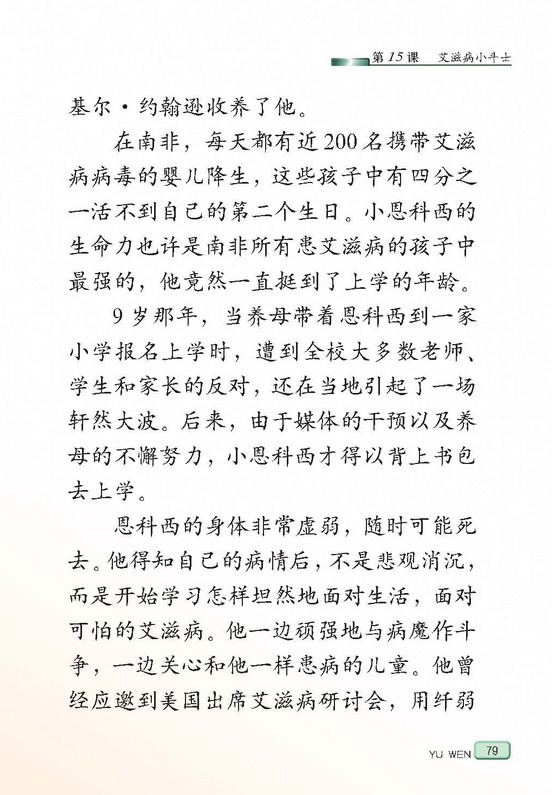 第15课 艾滋病小斗士
基尔·约翰逊收养了他。
在南非，每天都有近200名携带艾滋
病病毒的婴儿降生，这些孩子中有四分之
一活不到自己的第二个生日。小恩科西的
生命力也许是南非所有患艾滋病的孩子中
最强的，他竟然一直挺到了上学的年龄。
9岁那年，当养母带着恩科西到一家
小学报名上学时，遭到全校大多数老师、
学生和家长的反对，还在当地引起了一场
轩然大波。后来，由于媒体的干预以及养
母的不懈努力，小恩科西才得以背上书包
去上学。
恩科西的身体非常虚弱，随时可能死
去。他得知自己的病情后，不是悲观消沉，
而是开始学习怎样坦然地面对生活，面对
可怕的艾滋病。他一边顽强地与病魔作斗
争，一边关心和他一样患病的儿童。他曾
经应邀到美国出席艾滋病研讨会，用纤弱
YU WEN 79